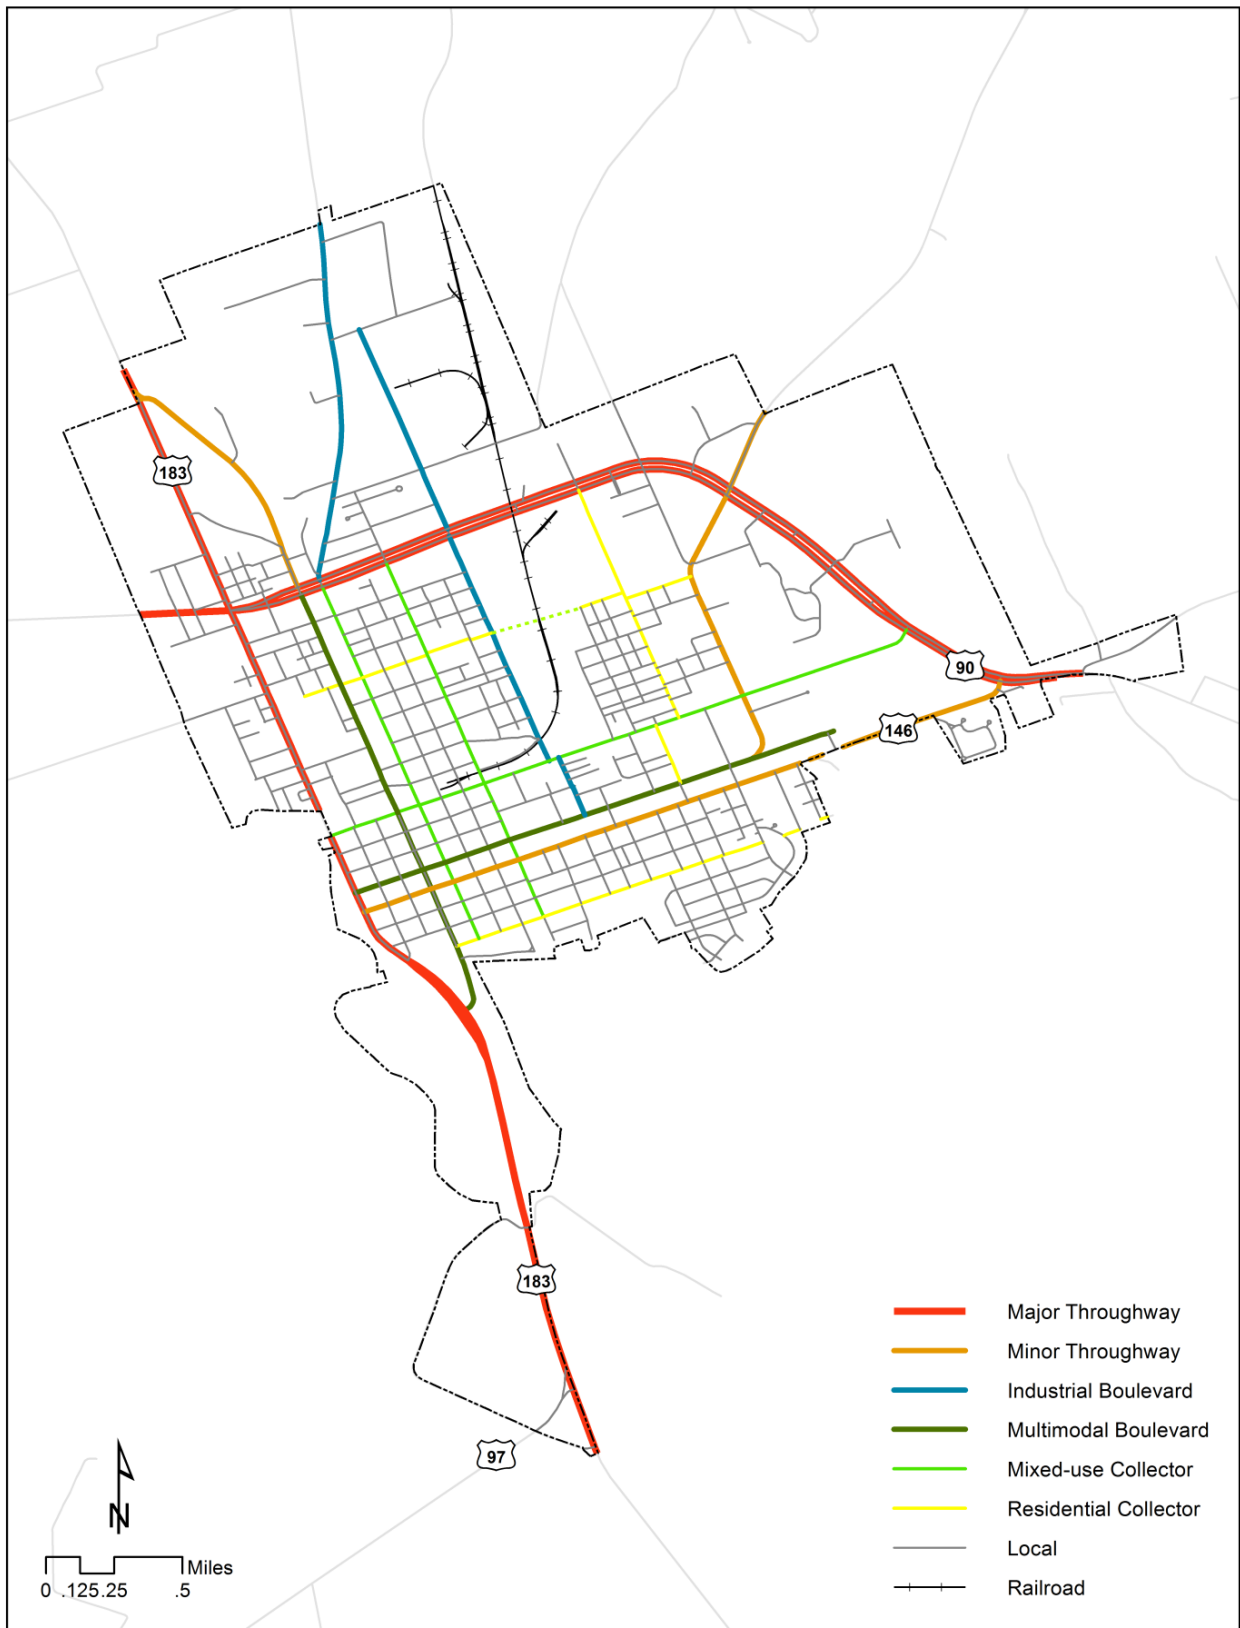 183
90
146
183
97
Major Throughway
Minor Throughway
Industrial Boulevard
Multimodal Boulevard
Mixed-use Collector
Residential Collector
Local
Railroad
N
Miles
0 .125.25 .5